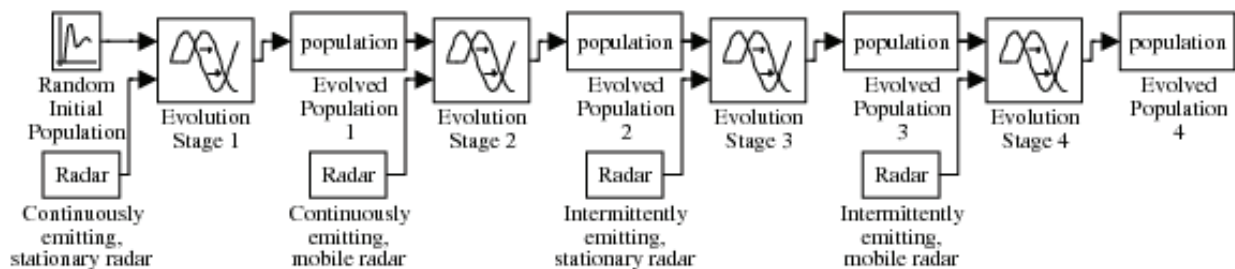 population
population
population
population
Random
Initial
Population
Evolution
Stage 1
Evolved
Population
1
Evolution
Stage 2
Evolved
Population
2
Evolution
Stage 3
Evolved
Population
3
Evolution
Stage 4
Evolved
Population
4
Radar
Radar
Radar
Radar
Continuously
emitting,
stationary radar
Continuously
emitting,
mobile radar
Intermittently
emitting,
stationary radar
Intermittently
emitting,
mobile radar